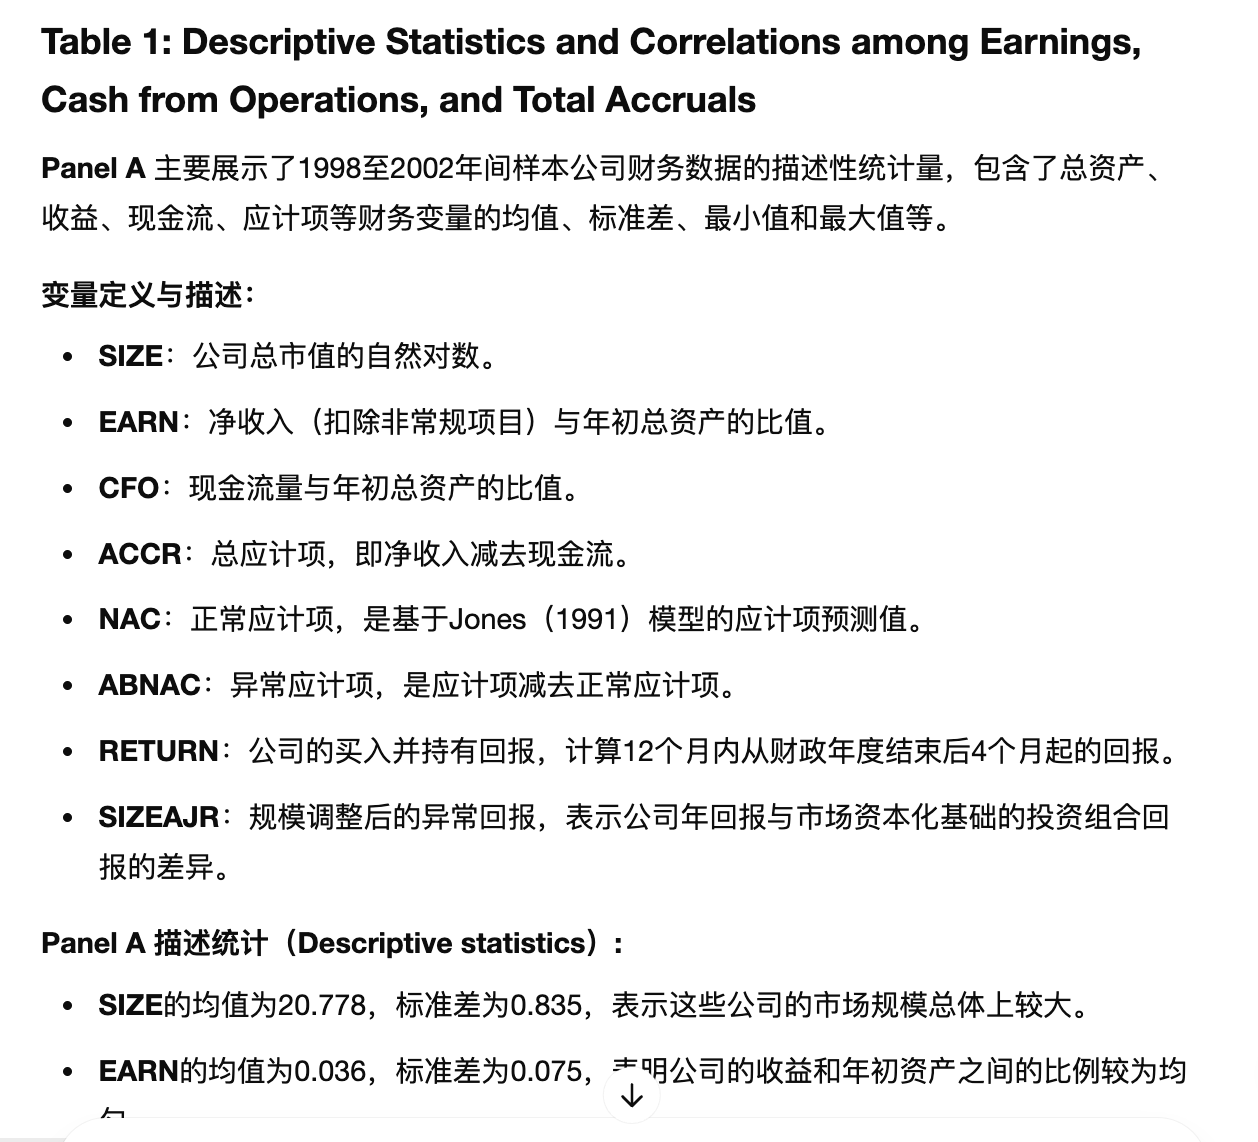 Table 1: Descriptive Statistics and Correlations among Earnings,
Cash from Operations, and Total Accruals
Panel A 主要展示了1998至2002年间样本公司财务数据的描述性统计量，包含了总资产、
收益、现金流、应计项等财务变量的均值、标准差、最小值和最大值等。
变量定义与描述：
• SIZE：公司总市值的自然对数。
• EARN：净收入（扣除非常规项目）与年初总资产的比值。
• CFO：现金流量与年初总资产的比值。
• ACCR：总应计项，即净收入减去现金流。
• NAC：正常应计项，是基于Jones（1991）模型的应计项预测值。
• ABNAC：异常应计项，是应计项减去正常应计项。
• RETURN：公司的买入并持有回报，计算12个月内从财政年度结束后4个月起的回报。
• SIZEAJR：规模调整后的异常回报，表示公司年回报与市场资本化基础的投资组合回
报的差异。
Panel A 描述统计（Descriptive statistics）:
• SIZE的均值为20.778，标准差为0.835，表示这些公司的市场规模总体上较大。
• EARN的均值为0.036，标准差为0.075，表明公司的收益和年初资产之间的比例较为均